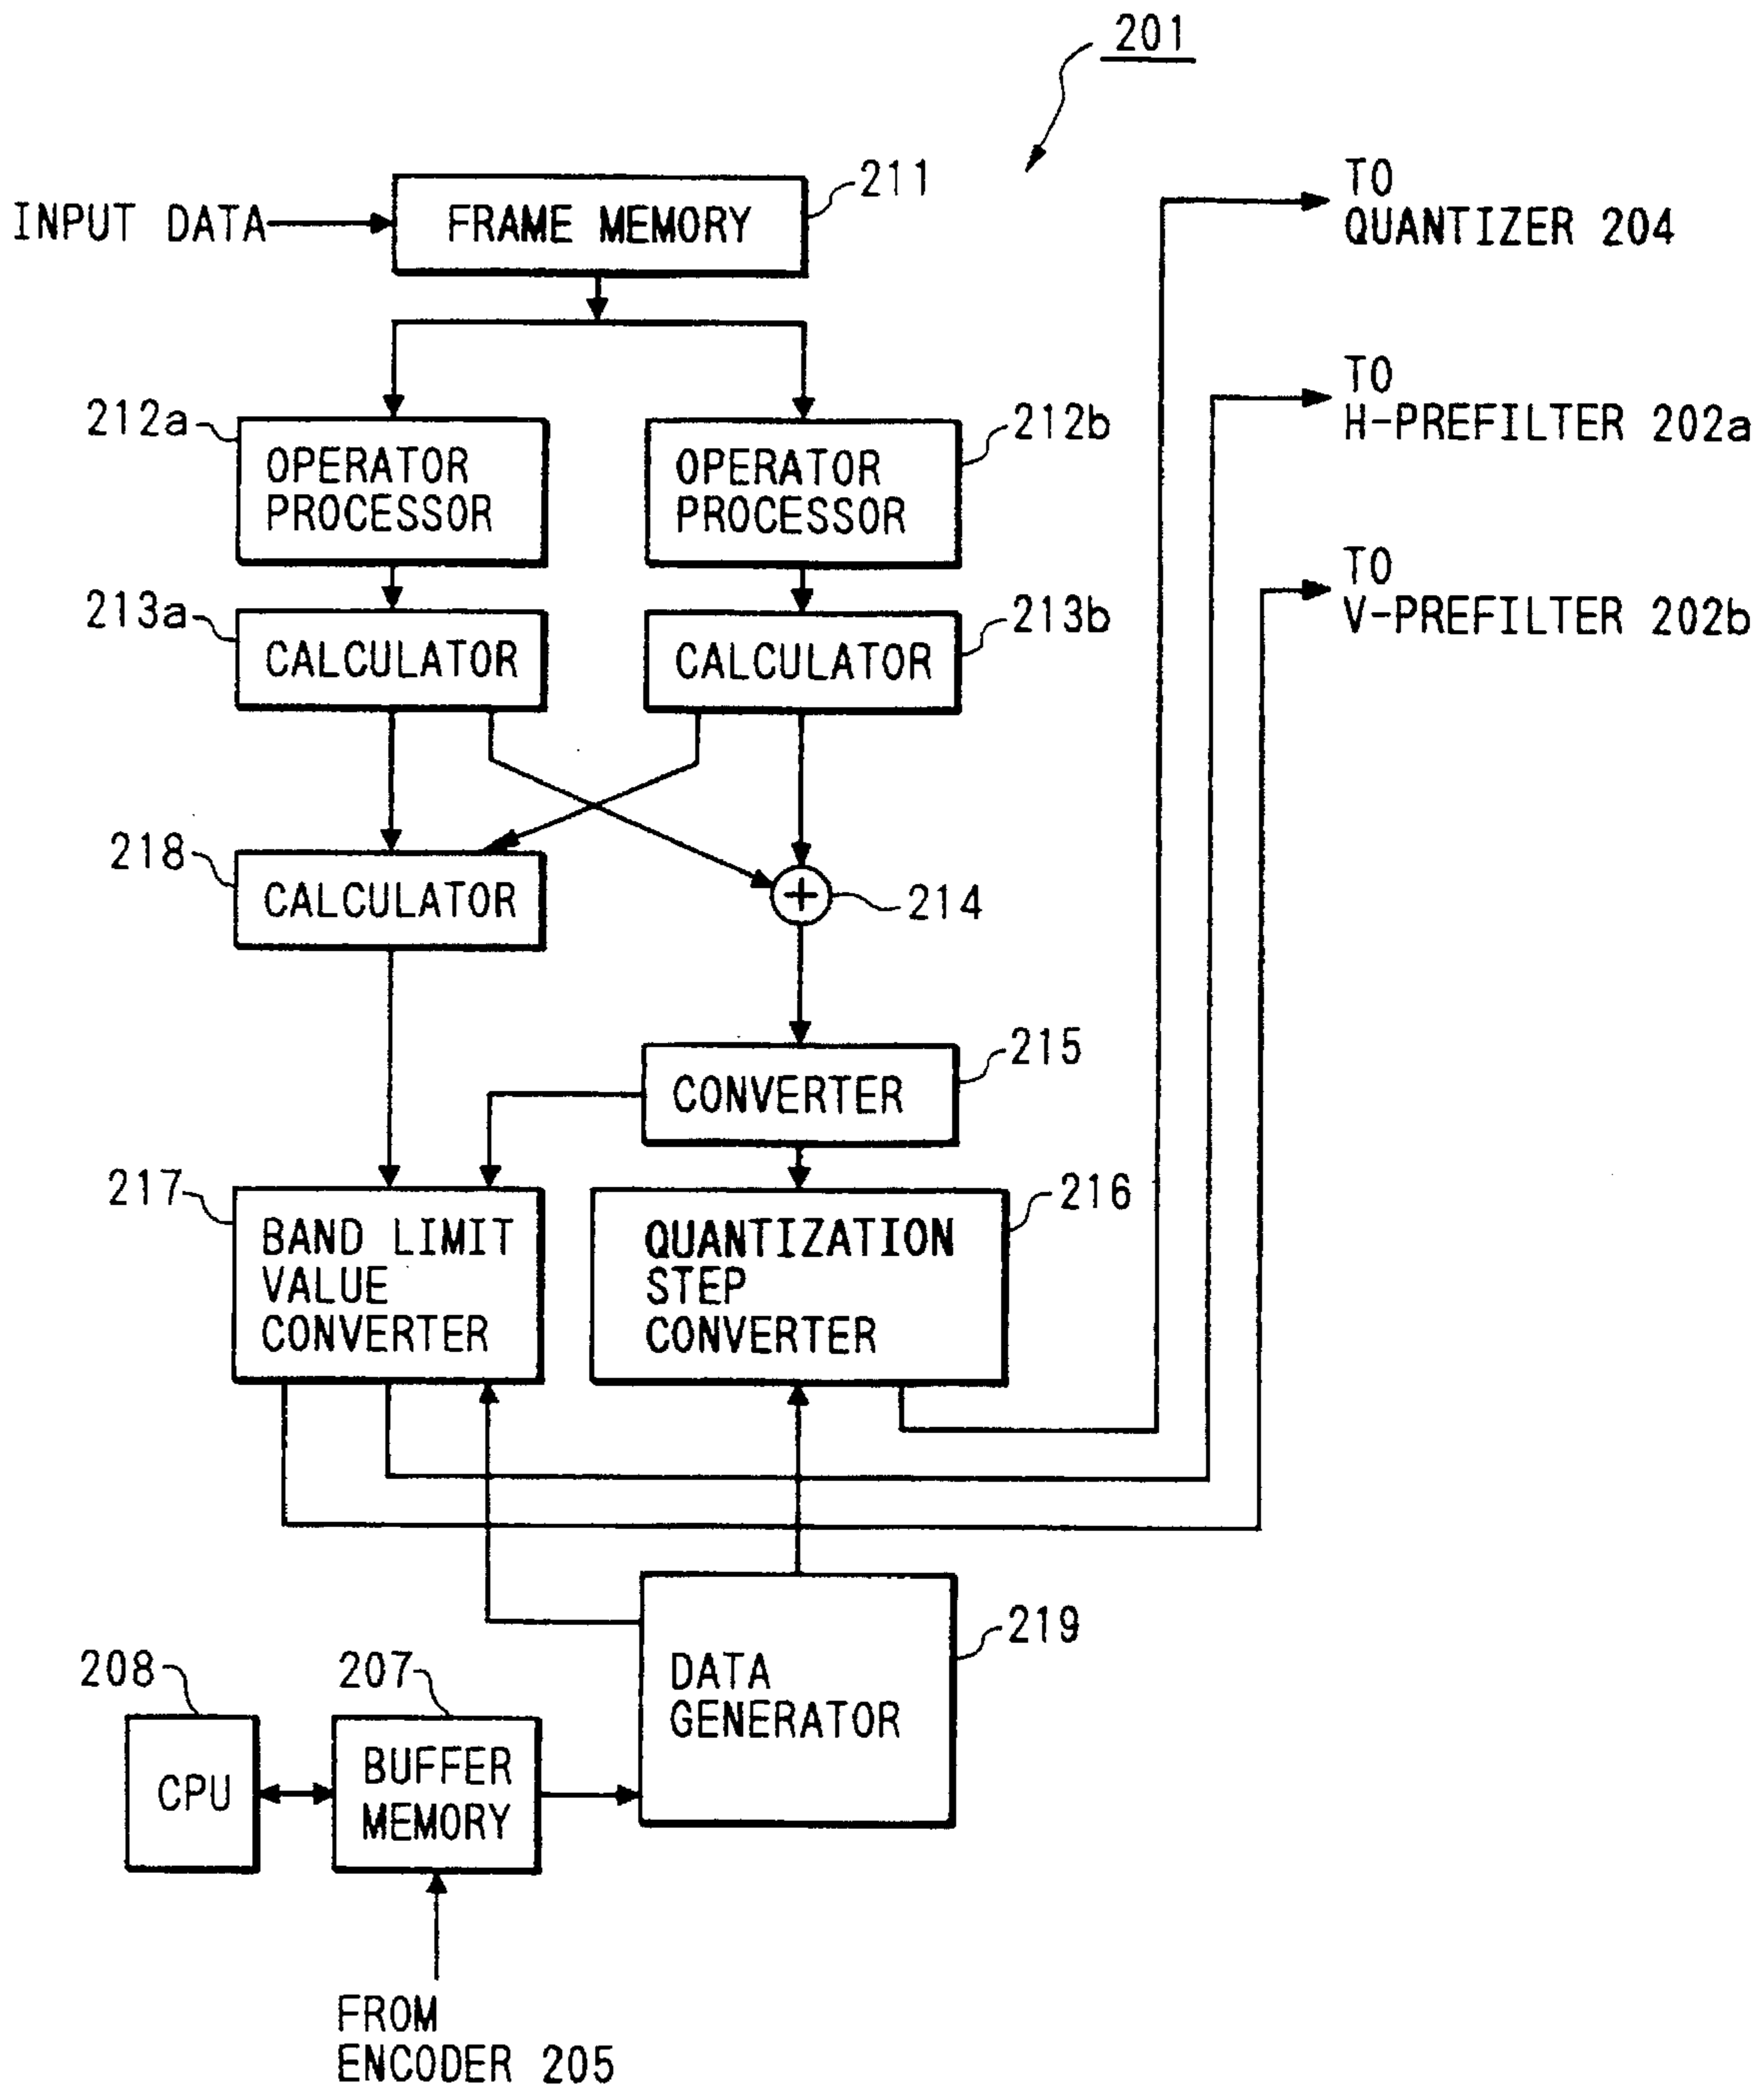 201
211
INPUT DATA
FRAME MEMORY
TO
QUANTIZER 204
TO
H-PREFILTER 202a
212a
212b
OPERATOR
PROCESSOR
OPERATOR
PROCESSOR
TO
V-PREFILTER 202b
213a
213b
CALCULATOR
CALCULATOR
218
CALCULATOR
214
215
CONVERTER
217
216
BAND LIMIT
VALUE
CONVERTER
QUANTIZATION
STEP
CONVERTER
219
208
207
DATA
GENERATOR
CPU
BUFFER
MEMORY
FROM
ENCODER 205